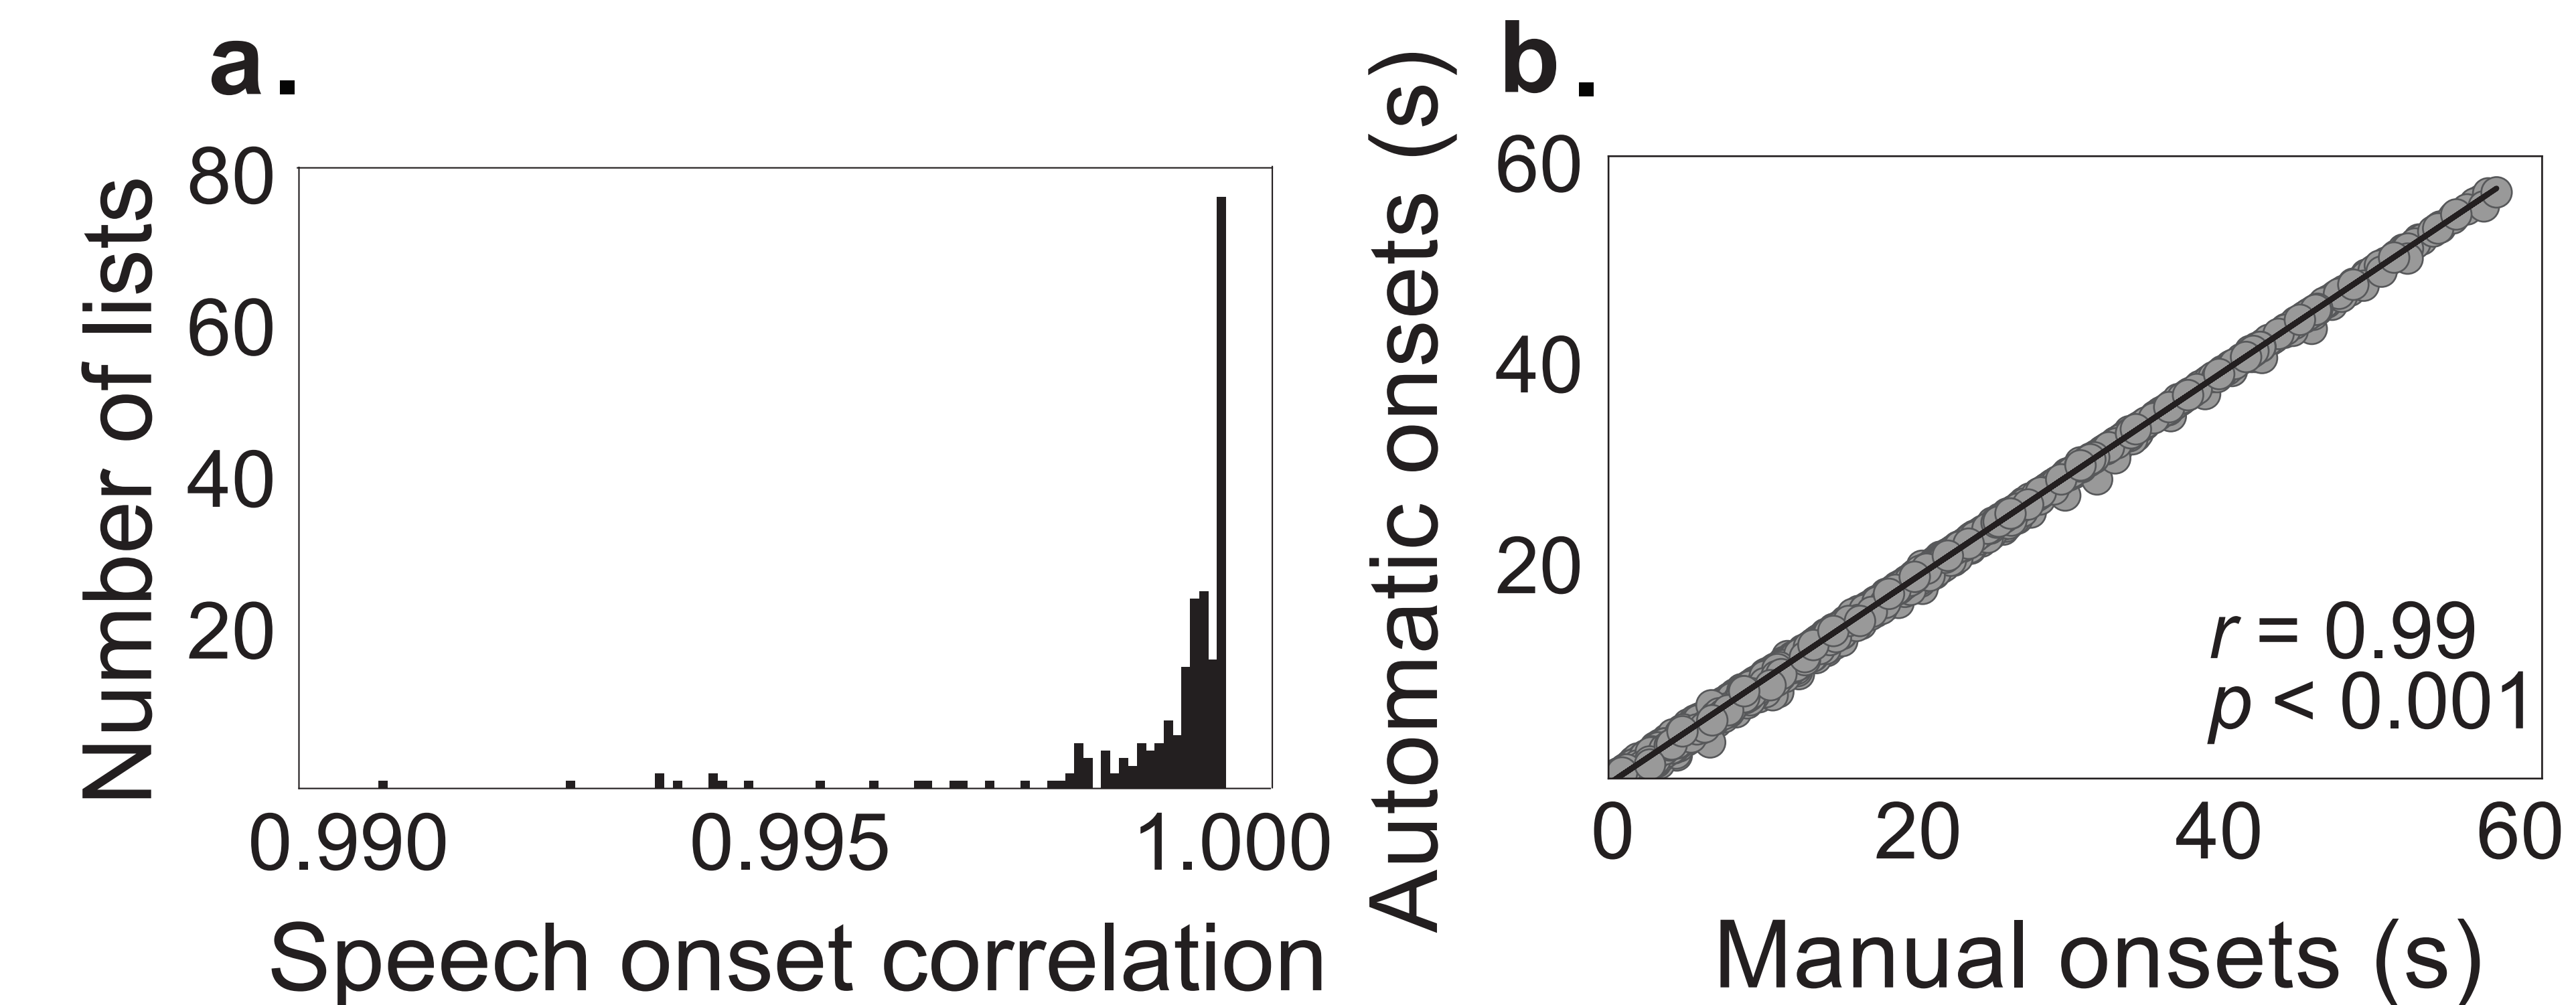 a.
Number of lists
80
60
40
20
0.990 0.995 1.000
Speech onset correlation
b.
Automatic onsets (s)
60
40
20
r = 0.99
p < 0.001
0 20 40 60
Manual onsets (s)